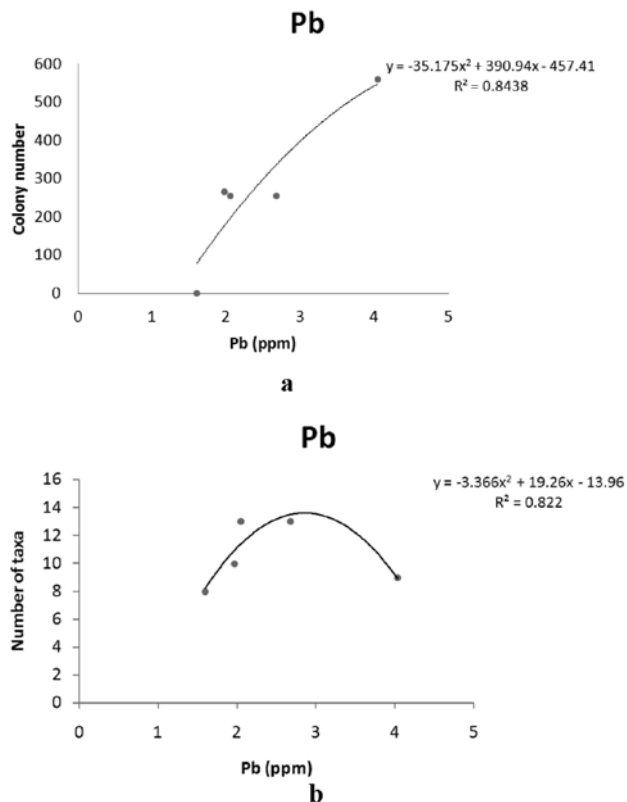 Pb
y = -35.175x² + 390.94x - 457.41
R² = 0.8438
600
500
400
300
200
100
0
Colony number
0 1 2 3 4 5
Pb (ppm)
a
Pb
y = -3.366x² + 19.26x - 13.96
R² = 0.822
16
14
12
10
8
6
4
2
0
Number of taxa
0 1 2 3 4 5
Pb (ppm)
b